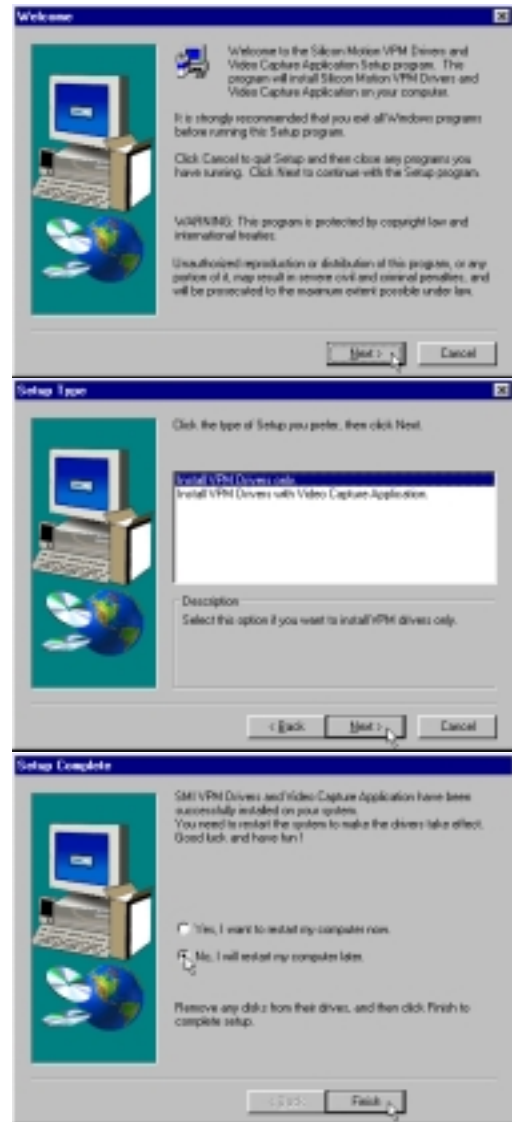 Welcome
Welcome to the Silicon Motion VPM Drivers and
Video Capture Application Setup program. This
program will install Silicon Motion VPM Drivers and
Video Capture Application on your computer.
It is strongly recommended that you exit all Windows programs
before running this Setup program.
Click Cancel to quit Setup and then close any programs you
have running. Click Next to continue with the Setup program.
WARNING: This program is protected by copyright law and
international treaties.
Unauthorized reproduction or distribution of this program, or any
portion of it, may result in severe civil and criminal penalties, and
will be prosecuted to the maximum extent possible under law.
Next >
Cancel
Setup Type
Click the type of Setup you prefer, then click Next.
Install VPM Drivers only.
Install VPM Drivers with Video Capture Application.
Description
Select this option if you want to install VPM drivers only.
< Back
Next >
Cancel
Setup Complete
SMI VPM Drivers and Video Capture Application have been
successfully installed on your system.
You need to restart the system to make the drivers take effect.
Good luck and have fun !
Yes, I want to restart my computer now.
No, I will restart my computer later.
Remove any disks from their drives, and then click Finish to
complete setup.
< Back
Finish